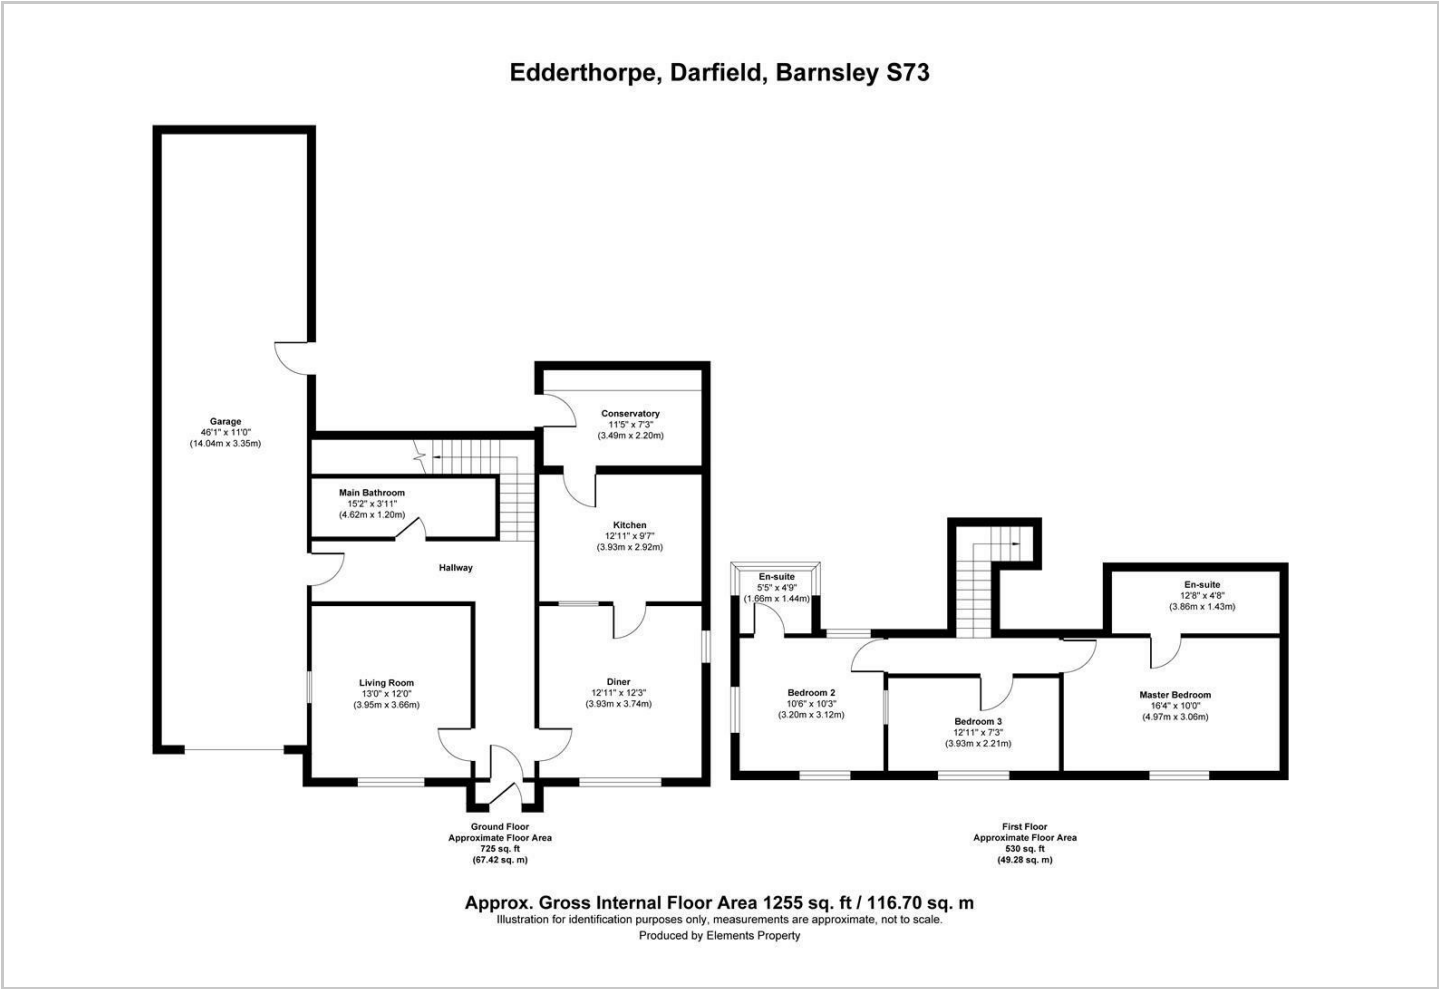 Edderthorpe, Darfield, Barnsley S73
Garage
46'1" x 11'0"
(14.04m x 3.35m)
Conservatory
11'5" x 7'3"
(3.49m x 2.20m)
Main Bathroom
15'2" x 3'11"
(4.62m x 1.20m)
Kitchen
12'11" x 9'7"
(3.93m x 2.92m)
Hallway
Living Room
13'0" x 12'0"
(3.95m x 3.66m)
Diner
12'11" x 12'3"
(3.93m x 3.74m)
En-suite
5'5" x 4'9"
(1.66m x 1.44m)
En-suite
12'8" x 4'8"
(3.86m x 1.43m)
Bedroom 2
10'6" x 10'3"
(3.20m x 3.12m)
Bedroom 3
12'11" x 7'3"
(3.93m x 2.21m)
Master Bedroom
16'4" x 10'0"
(4.97m x 3.06m)
Ground Floor
Approximate Floor Area
725 sq. ft
(67.42 sq. m)
First Floor
Approximate Floor Area
530 sq. ft
(49.28 sq. m)
Approx. Gross Internal Floor Area 1255 sq. ft / 116.70 sq. m
Illustration for identification purposes only, measurements are approximate, not to scale.
Produced by Elements Property